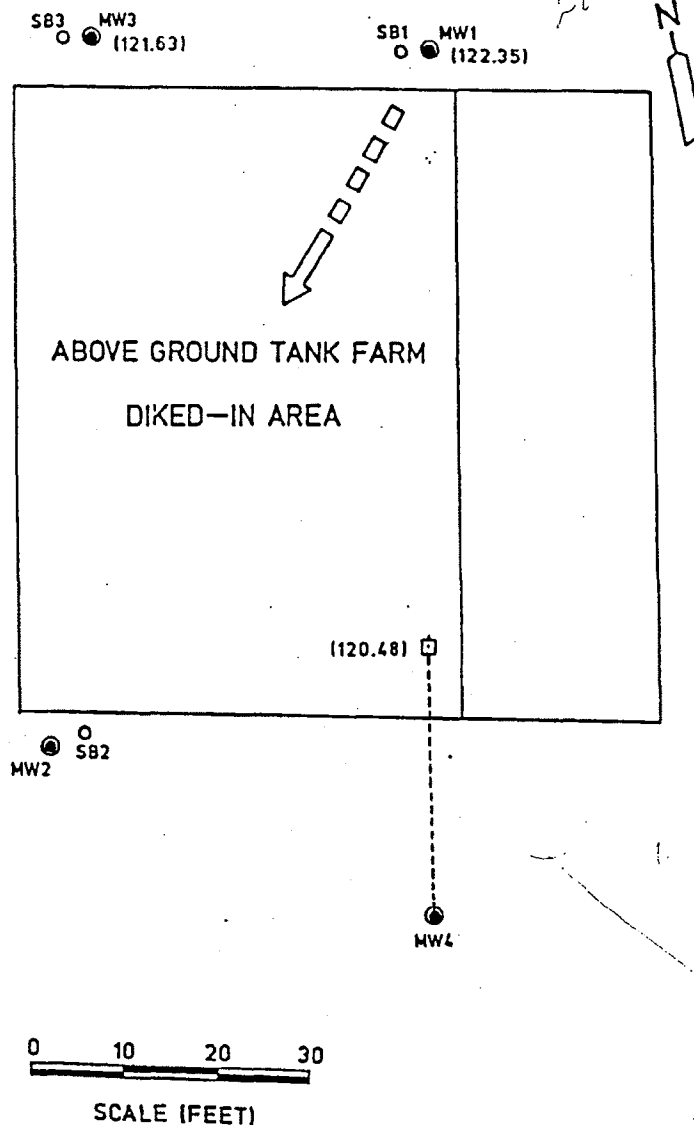 SB3 MW3
(121.63)
SB1 MW1
(122.35)
N
ABOVE GROUND TANK FARM
DIKED-IN AREA
(120.48)
SB2
MW2
MW4
0 10 20 30
SCALE (FEET)